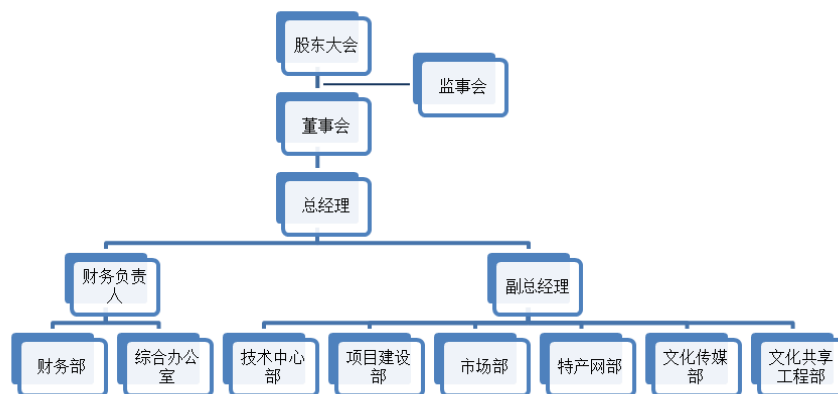 股东大会
监事会
董事会
总经理
财务负责
人
副总经理
财务部
综合办公
室
技术中心
部
项目建设
部
市场部
特产网部
文化传媒
部
文化共享
工程部